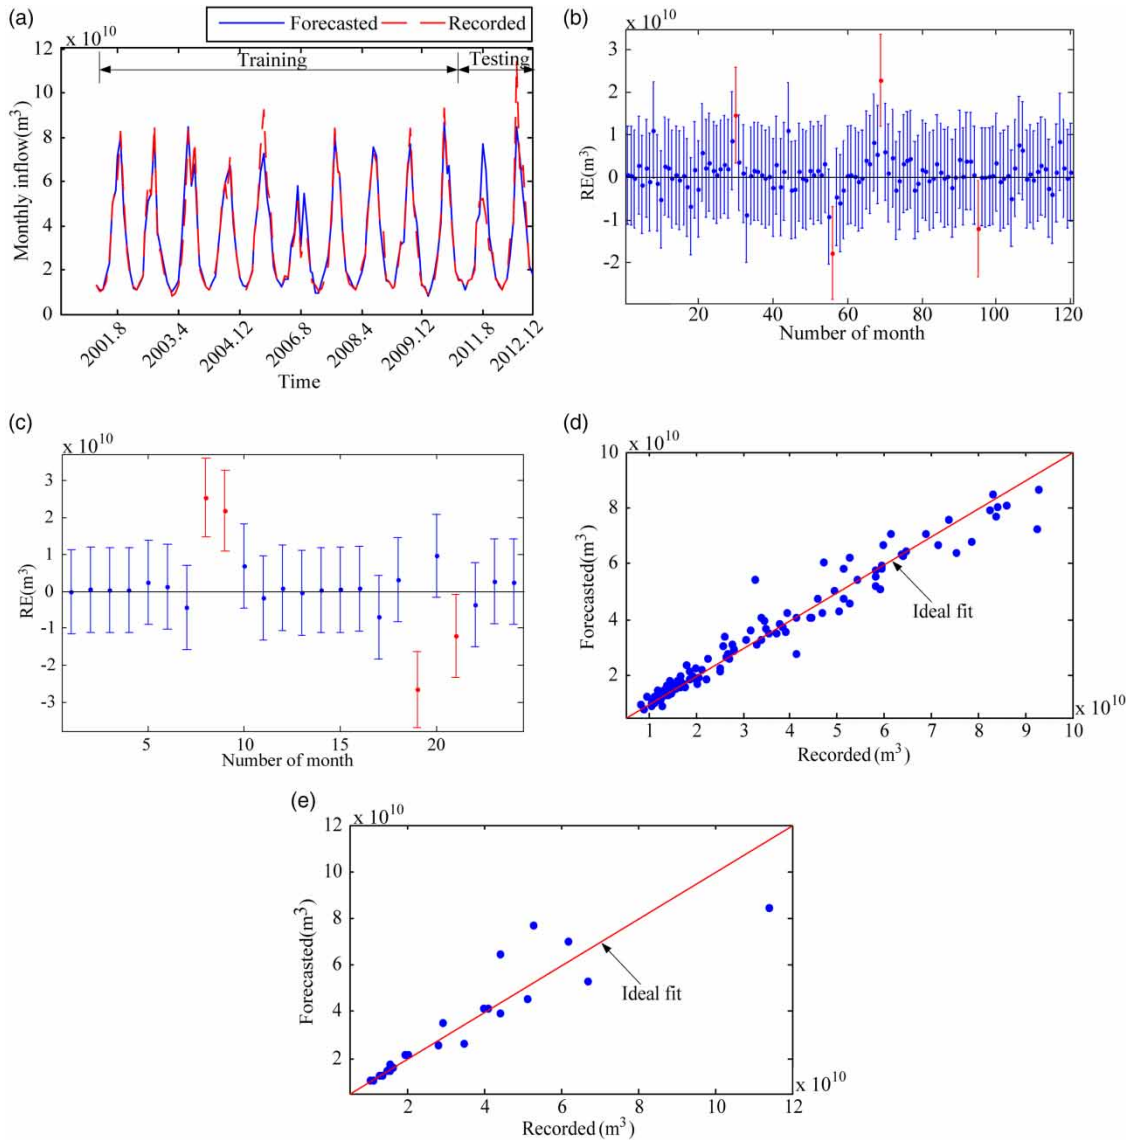 (a)
Forecasted Recorded
x 10^10
Training Testing
12
10
8
6
4
2
0
Monthly inflow(m^3)
2001.8 2003.4 2004.12 2006.8 2008.4 2009.12 2011.8 2012.12
Time
(b)
x 10^10
3
2
1
0
-1
-2
RE(m^3)
20 40 60 80 100 120
Number of month
(c)
x 10^10
3
2
1
0
-1
-2
-3
RE(m^3)
5 10 15 20
Number of month
(d)
x 10^10
10
8
6
4
2
Forecasted(m^3)
Ideal fit
1 2 3 4 5 6 7 8 9 10
x 10^10
Recorded (m^3)
(e)
x 10^10
12
10
8
6
4
2
Forecasted(m^3)
Ideal fit
x 10^10
2 4 6 8 10 12
Recorded (m^3)